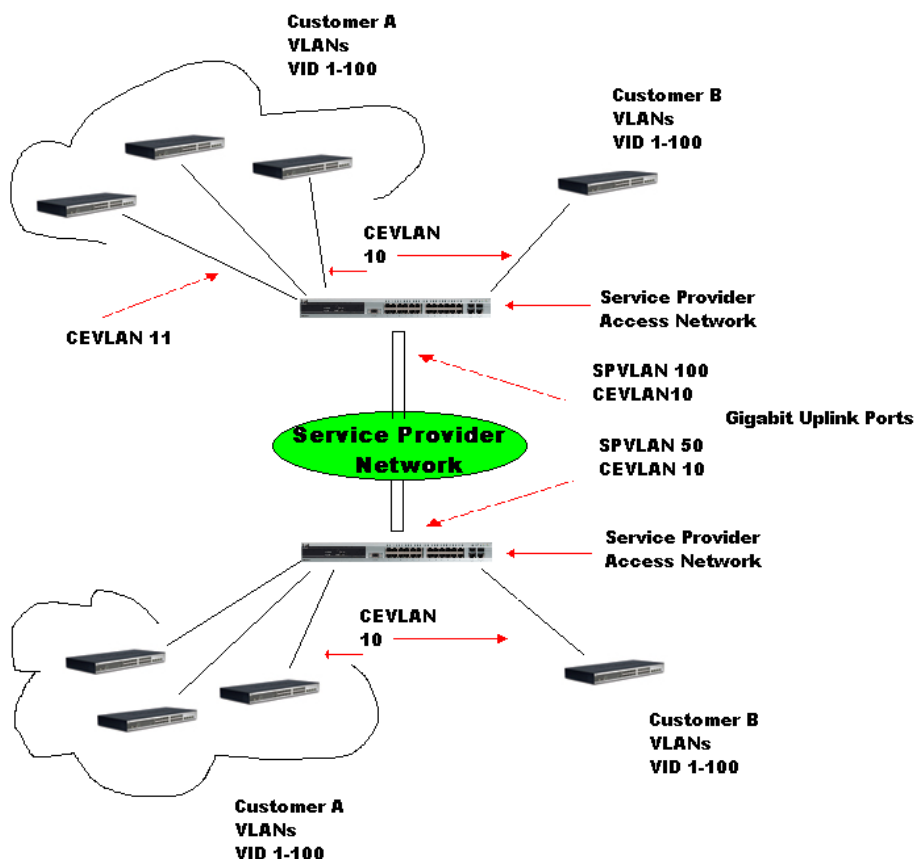 Customer A
VLANs
VID 1-100
Customer B
VLANs
VID 1-100
CEVLAN
10
CEVLAN 11
Service Provider
Access Network
SPVLAN 100
CEVLAN10
Gigabit Uplink Ports
Service Provider
Network
SPVLAN 50
CEVLAN 10
Service Provider
Access Network
CEVLAN
10
Customer B
VLANs
VID 1-100
Customer A
VLANs
VID 1-100